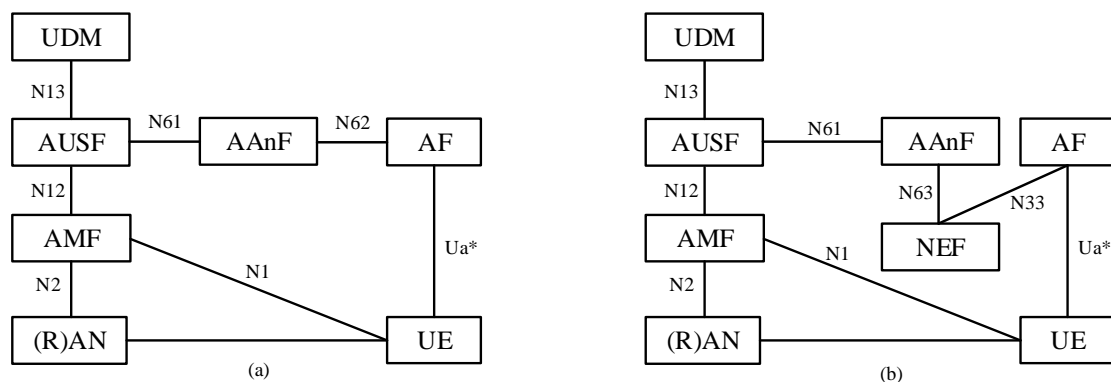 UDM
N13
AUSF
N61
AAnF
N62
AF
N12
AMF
N1
Ua*
N2
(R)AN
UE
(a)
UDM
N13
AUSF
N61
AAnF
AF
N12
N63
N33
AMF
NEF
N1
Ua*
N2
(R)AN
UE
(b)